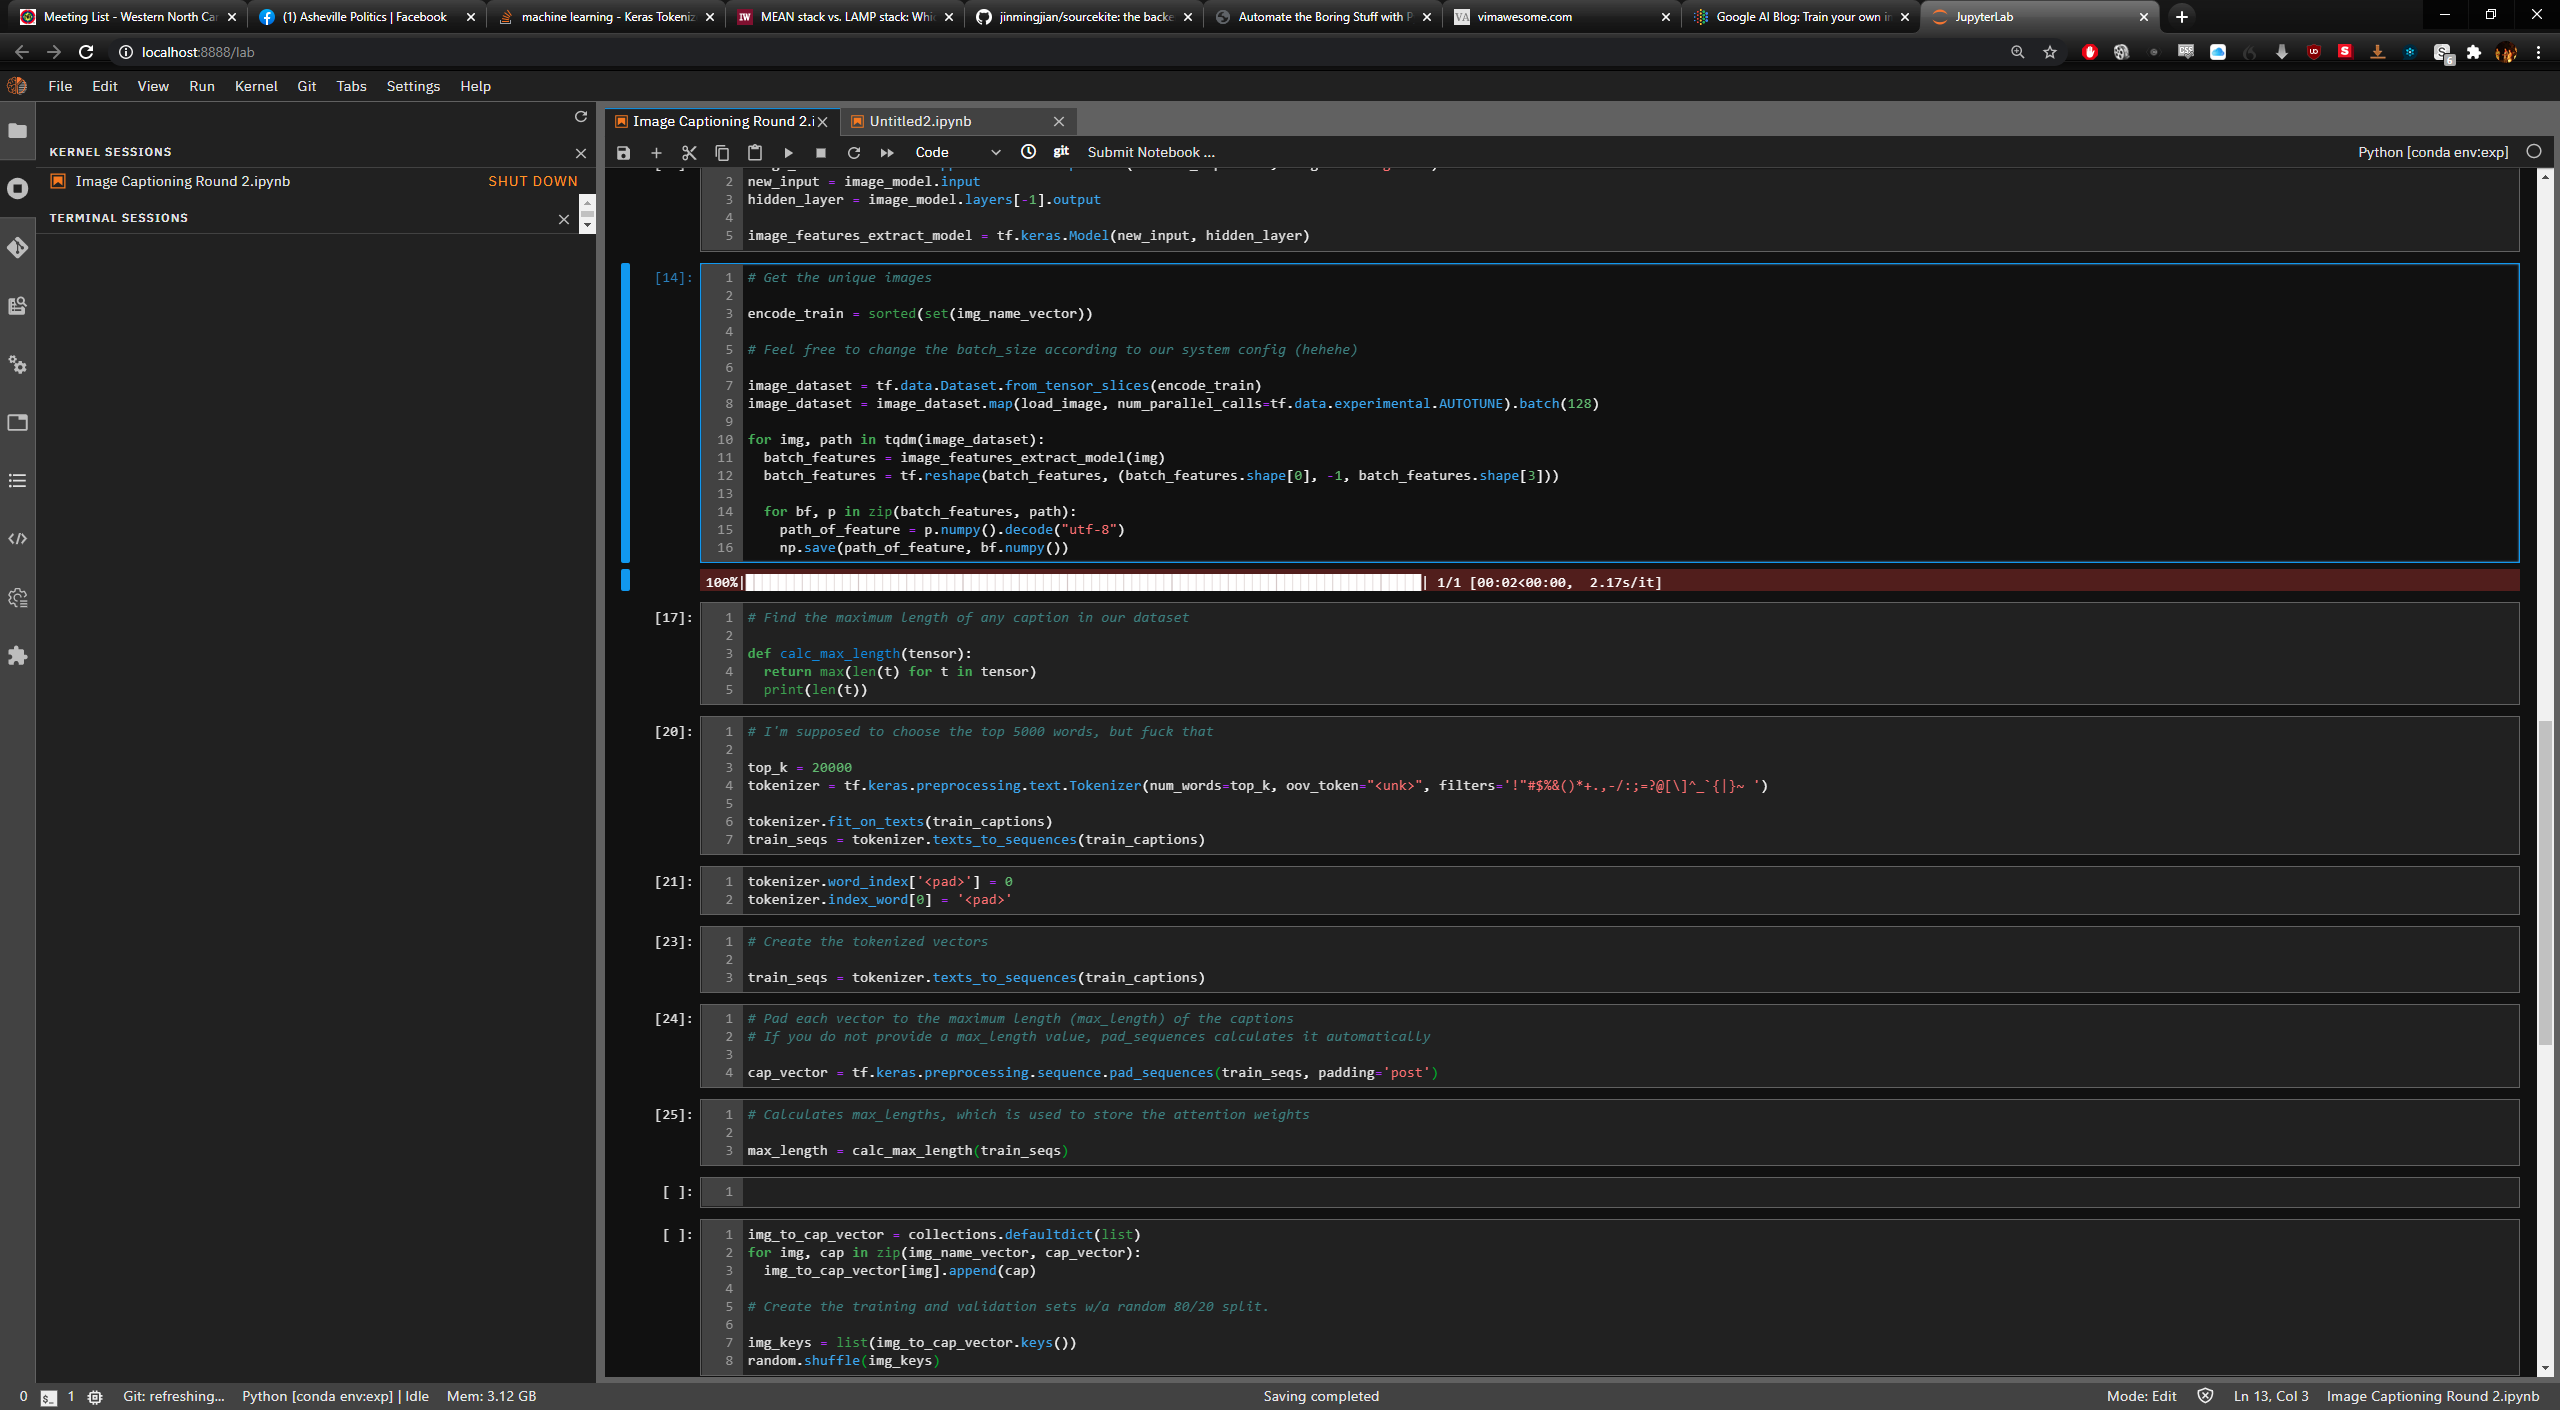 Meeting List - Western North Car
(1) Asheville Politics | Facebook
machine learning - Keras Tokeniz
MEAN stack vs. LAMP stack: Whi
jinmingjian/sourcekite: the backe
Automate the Boring Stuff with P
vimawesome.com
Google AI Blog: Train your own i
JupyterLab
localhost:8888/lab
File Edit View Run Kernel Git Tabs Settings Help
KERNEL SESSIONS
Image Captioning Round 2.ipynb SHUT DOWN
TERMINAL SESSIONS
Image Captioning Round 2.i
Untitled2.ipynb
Code git Submit Notebook ... Python [conda env:exp]
2 new_input = image_model.input
3 hidden_layer = image_model.layers[-1].output
4
5 image_features_extract_model = tf.keras.Model(new_input, hidden_layer)
[14]: 1 # Get the unique images
2
3 encode_train = sorted(set(img_name_vector))
4
5 # Feel free to change the batch_size according to our system config (hehehe)
6
7 image_dataset = tf.data.Dataset.from_tensor_slices(encode_train)
8 image_dataset = image_dataset.map(load_image, num_parallel_calls=tf.data.experimental.AUTOTUNE).batch(128)
9
10 for img, path in tqdm(image_dataset):
11   batch_features = image_features_extract_model(img)
12   batch_features = tf.reshape(batch_features, (batch_features.shape[0], -1, batch_features.shape[3]))
13
14   for bf, p in zip(batch_features, path):
15     path_of_feature = p.numpy().decode("utf-8")
16     np.save(path_of_feature, bf.numpy())
100%| | 1/1 [00:02<00:00, 2.17s/it]
[17]: 1 # Find the maximum length of any caption in our dataset
2
3 def calc_max_length(tensor):
4   return max(len(t) for t in tensor)
5   print(len(t))
[20]: 1 # I'm supposed to choose the top 5000 words, but fuck that
2
3 top_k = 20000
4 tokenizer = tf.keras.preprocessing.text.Tokenizer(num_words=top_k, oov_token="<unk>", filters='!"#$%&()*+.,-/:;=?@[\]^_`{|}~ ')
5
6 tokenizer.fit_on_texts(train_captions)
7 train_seqs = tokenizer.texts_to_sequences(train_captions)
[21]: 1 tokenizer.word_index['<pad>'] = 0
2 tokenizer.index_word[0] = '<pad>'
[23]: 1 # Create the tokenized vectors
2
3 train_seqs = tokenizer.texts_to_sequences(train_captions)
[24]: 1 # Pad each vector to the maximum length (max_length) of the captions
2 # If you do not provide a max_length value, pad_sequences calculates it automatically
3
4 cap_vector = tf.keras.preprocessing.sequence.pad_sequences(train_seqs, padding='post')
[25]: 1 # Calculates max_lengths, which is used to store the attention weights
2
3 max_length = calc_max_length(train_seqs)
[ ]: 1
[ ]: 1 img_to_cap_vector = collections.defaultdict(list)
2 for img, cap in zip(img_name_vector, cap_vector):
3   img_to_cap_vector[img].append(cap)
4
5 # Create the training and validation sets w/a random 80/20 split.
6
7 img_keys = list(img_to_cap_vector.keys())
8 random.shuffle(img_keys)
0 1 Git: refreshing... Python [conda env:exp] | Idle Mem: 3.12 GB Saving completed Mode: Edit Ln 13, Col 3 Image Captioning Round 2.ipynb